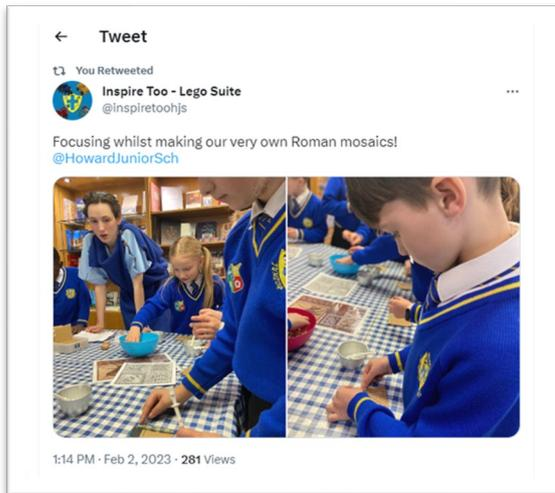 Tweet
You Retweeted
Inspire Too - Lego Suite
@inspiretoohjs
Focusing whilst making our very own Roman mosaics!
@HowardJuniorSch
1:14 PM · Feb 2, 2023 · 281 Views